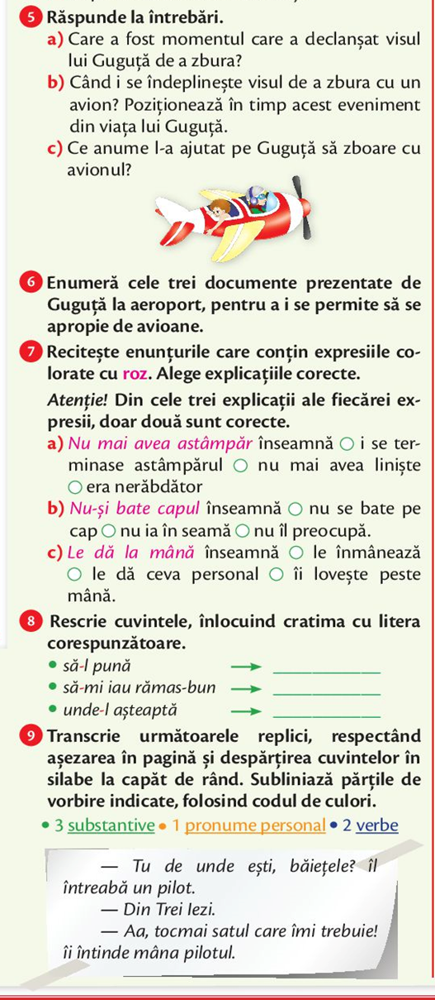 5 Răspunde la întrebări.
a) Care a fost momentul care a declanșat visul
lui Guguță de a zbura?
b) Când i se îndeplinește visul de a zbura cu un
avion? Poziționează în timp acest eveniment
din viața lui Guguță.
c) Ce anume l-a ajutat pe Guguță să zboare cu
avionul?
6 Enumeră cele trei documente prezentate de
Guguță la aeroport, pentru a i se permite să se
apropie de avioane.
7 Recitește enunțurile care conțin expresiile co-
lorate cu roz. Alege explicațiile corecte.
Atenție! Din cele trei explicații ale fiecărei ex-
presii, doar două sunt corecte.
a) Nu mai avea astâmpăr înseamnă ○ i se ter-
minase astâmpărul ○ nu mai avea liniște
○ era nerăbdător
b) Nu-și bate capul înseamnă ○ nu se bate pe
cap ○ nu ia în seamă ○ nu îl preocupă.
c) Le dă la mână înseamnă ○ le înmânează
○ le dă ceva personal ○ îi lovește peste
mână.
8 Rescrie cuvintele, înlocuind cratima cu litera
corespunzătoare.
• să-l pună → ____________
• să-mi iau rămas-bun → ____________
• unde-l așteaptă → ____________
9 Transcrie următoarele replici, respectând
așezarea în pagină și despărțirea cuvintelor în
silabe la capăt de rând. Subliniază părțile de
vorbire indicate, folosind codul de culori.
• 3 substantive • 1 pronume personal • 2 verbe
— Tu de unde ești, băiețele? îl
întreabă un pilot.
— Din Trei Iezi.
— Aa, tocmai satul care îmi trebuie!
îi întinde mâna pilotul.